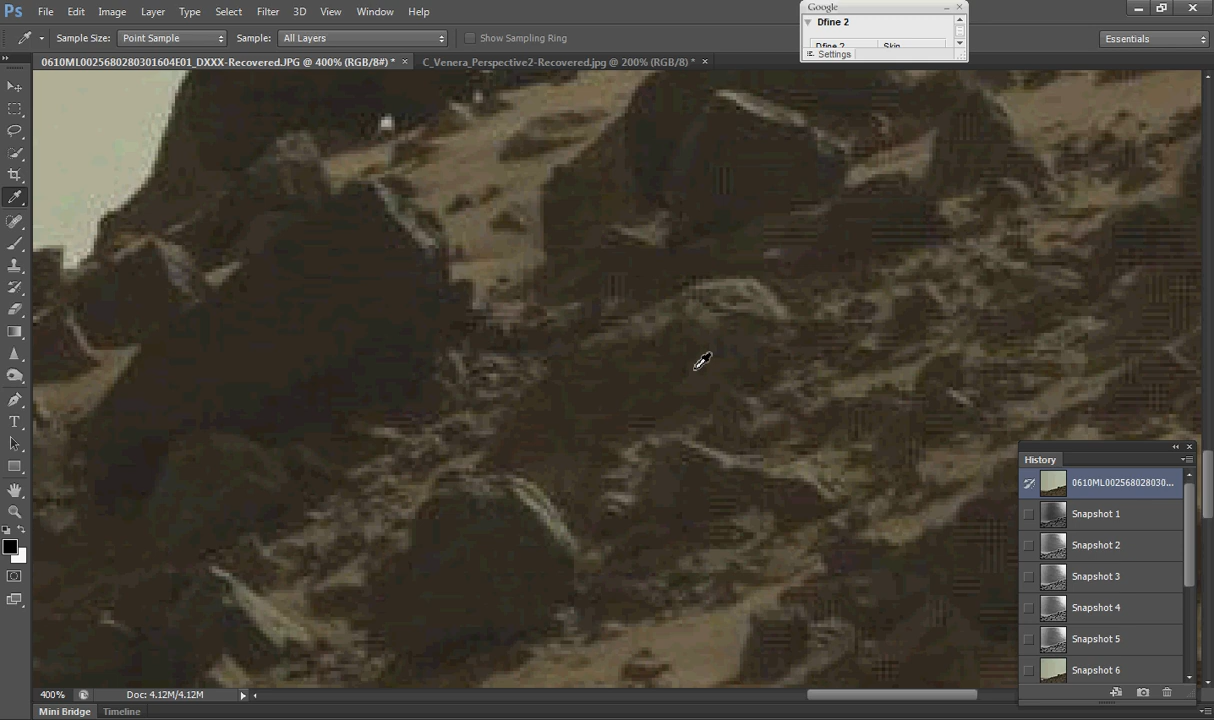 Ps File Edit Image Layer Type Select Filter 3D View Window Help
Google
Dfine 2
Dfine 2 Skin
Settings
Sample Size: Point Sample Sample: All Layers Show Sampling Ring Essentials
0610ML0025680280301604E01_DXXX-Recovered.JPG @ 400% (RGB/8#) * × C_Venera_Perspective2-Recovered.jpg @ 200% (RGB/8) * ×
T
History
0610ML002568028030...
Snapshot 1
Snapshot 2
Snapshot 3
Snapshot 4
Snapshot 5
Snapshot 6
400% Doc: 4.12M/4.12M
Mini Bridge Timeline